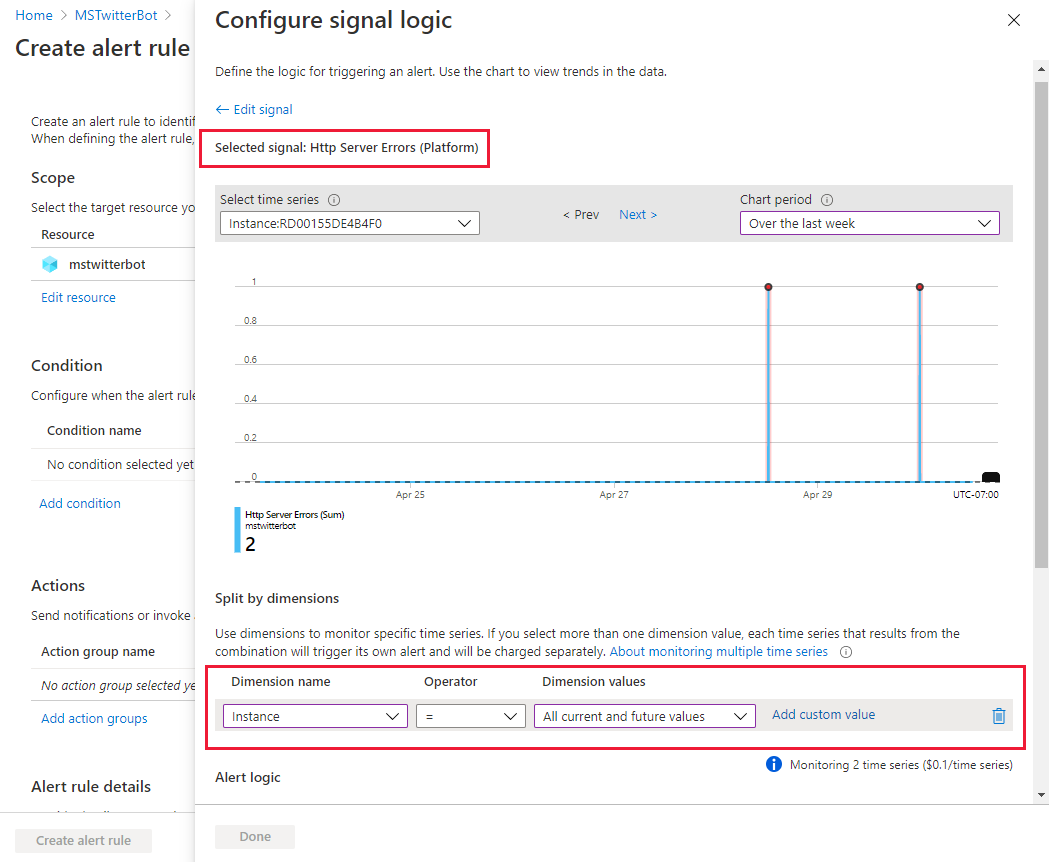 Home > MSTwitterBot >
Create alert rule
Create an alert rule to identif
When defining the alert rule,
Scope
Select the target resource yo
Resource
mstwitterbot
Edit resource
Condition
Configure when the alert rule
Condition name
No condition selected yet
Add condition
Actions
Send notifications or invoke
Action group name
No action group selected ye
Add action groups
Alert rule details
Create alert rule
Configure signal logic
Define the logic for triggering an alert. Use the chart to view trends in the data.
← Edit signal
Selected signal: Http Server Errors (Platform)
Select time series
Instance:RD00155DE4B4F0
< Prev Next >
Chart period
Over the last week
1
0.8
0.6
0.4
0.2
0
Apr 25 Apr 27 Apr 29 UTC-07:00
Http Server Errors (Sum)
mstwitterbot
2
Split by dimensions
Use dimensions to monitor specific time series. If you select more than one dimension value, each time series that results from the
combination will trigger its own alert and will be charged separately. About monitoring multiple time series
Dimension name Operator Dimension values
Instance = All current and future values Add custom value
Monitoring 2 time series ($0.1/time series)
Alert logic
Done